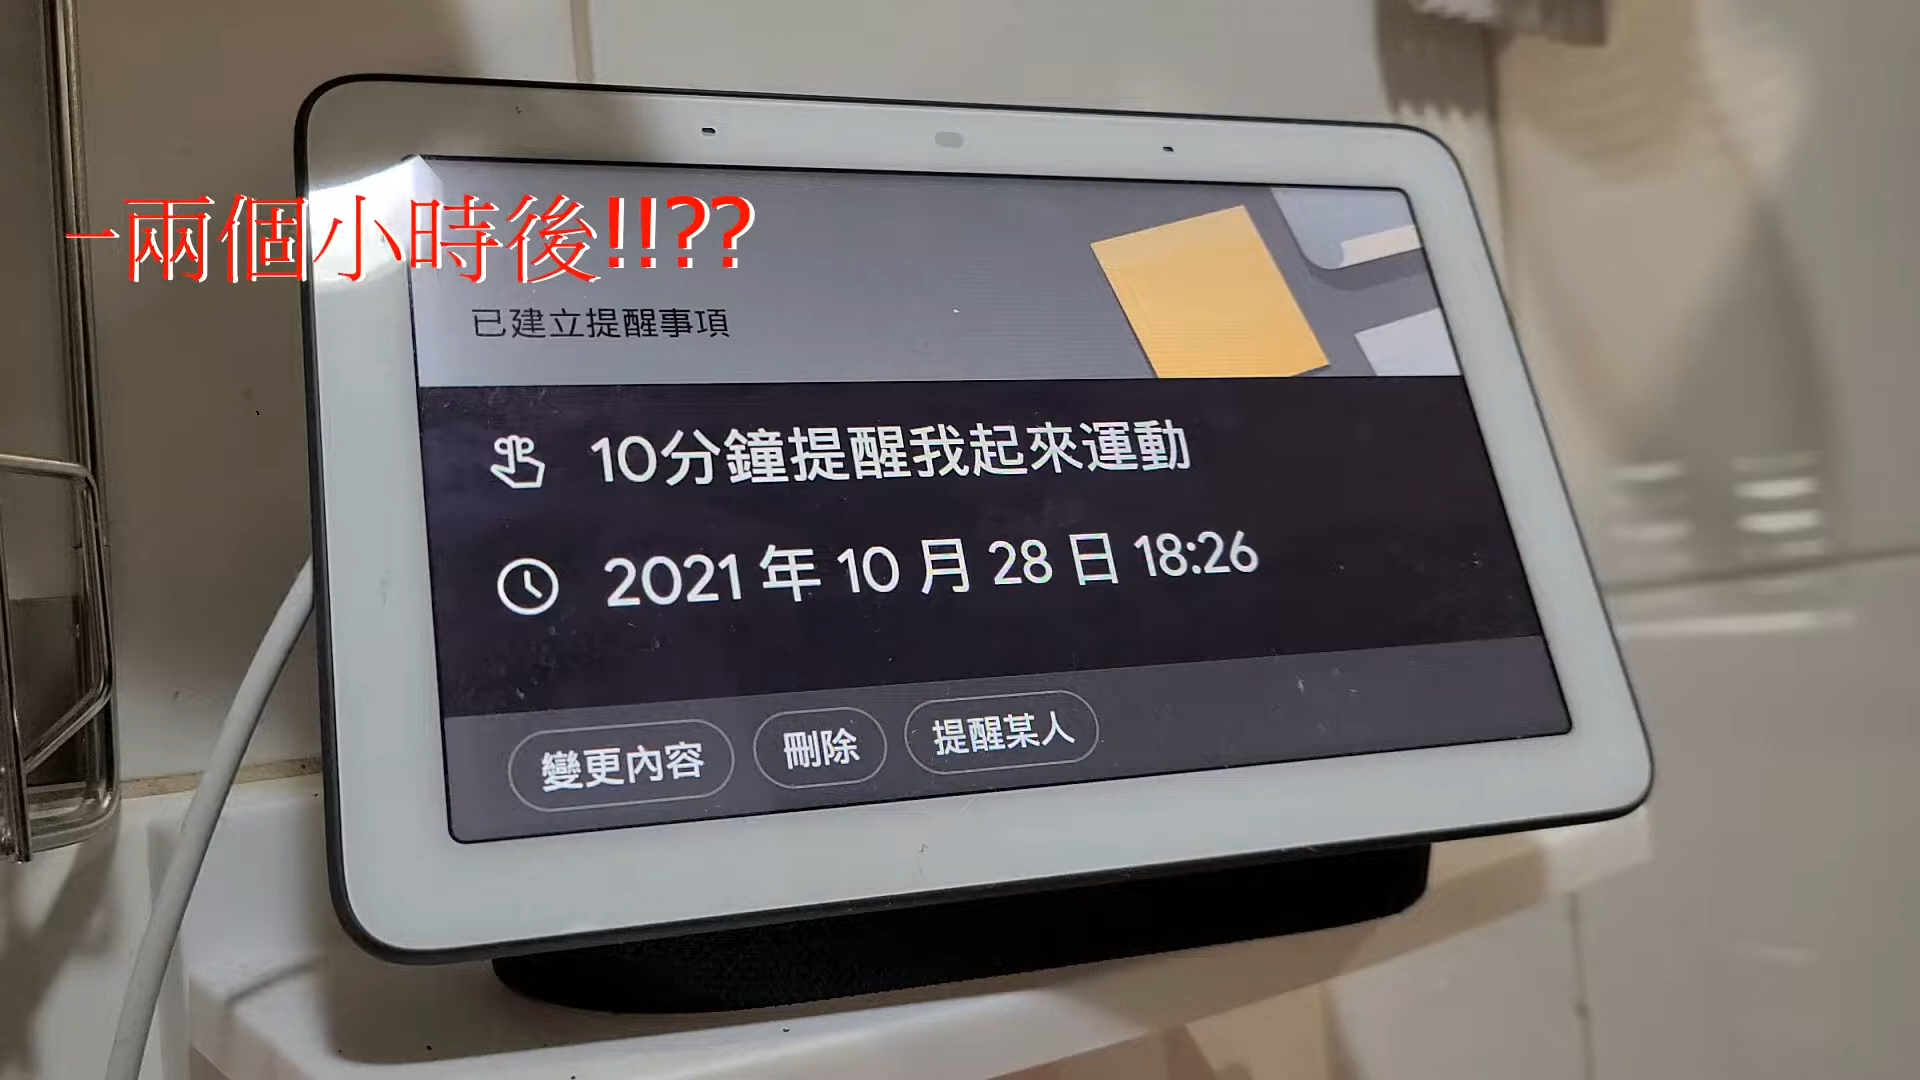 一兩個小時後!!??
已建立提醒事項
10分鐘提醒我起來運動
2021 年 10 月 28 日 18:26
變更內容
刪除
提醒某人